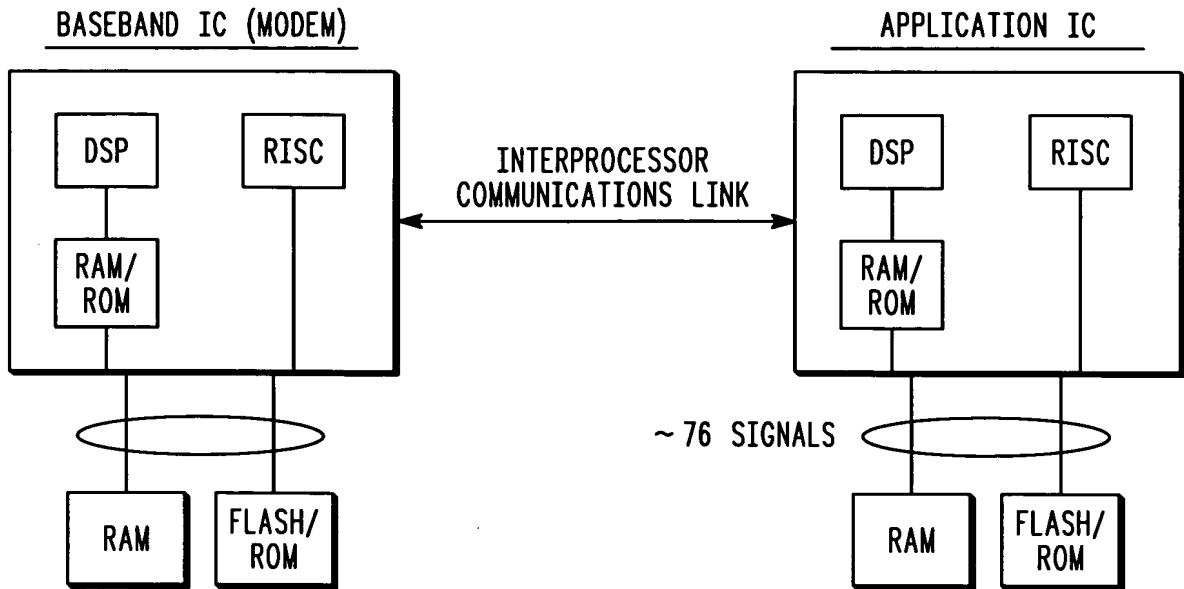 BASEBAND IC (MODEM)
APPLICATION IC
DSP
RISC
INTERPROCESSOR
COMMUNICATIONS LINK
DSP
RISC
RAM/
ROM
RAM/
ROM
~ 76 SIGNALS
RAM
FLASH/
ROM
RAM
FLASH/
ROM